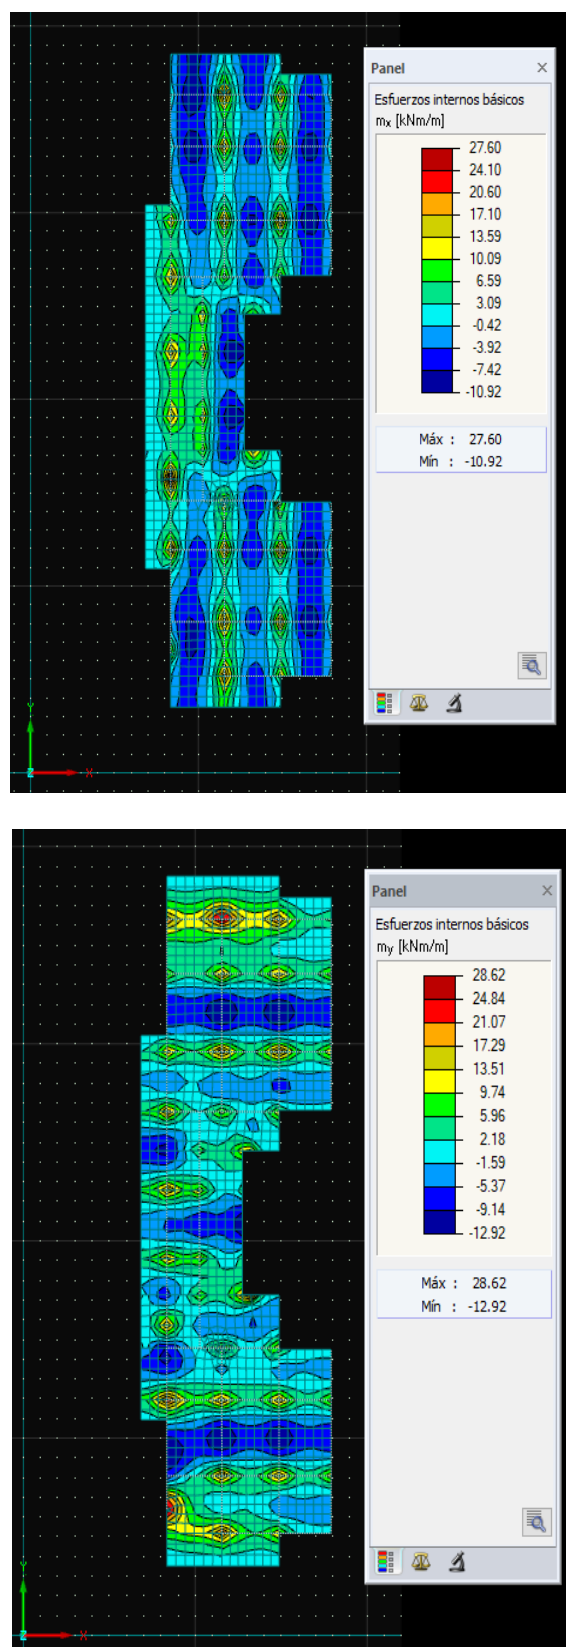 Panel
Esfuerzos internos básicos
mx [kNm/m]
27.60
24.10
20.60
17.10
13.59
10.09
6.59
3.09
-0.42
-3.92
-7.42
-10.92
Máx : 27.60
Mín : -10.92
Y
Z
X
Panel
Esfuerzos internos básicos
my [kNm/m]
28.62
24.84
21.07
17.29
13.51
9.74
5.96
2.18
-1.59
-5.37
-9.14
-12.92
Máx : 28.62
Mín : -12.92
Y
Z
X